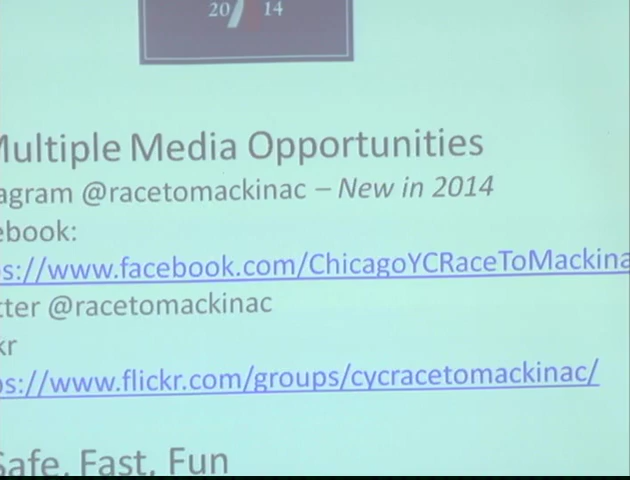 20 14
Multiple Media Opportunities
agram @racetomackinac – New in 2014
ebook:
s://www.facebook.com/ChicagoYCRaceToMackina
tter @racetomackinac
kr
os://www.flickr.com/groups/cycracetomackinac/
Safe, Fast, Fun